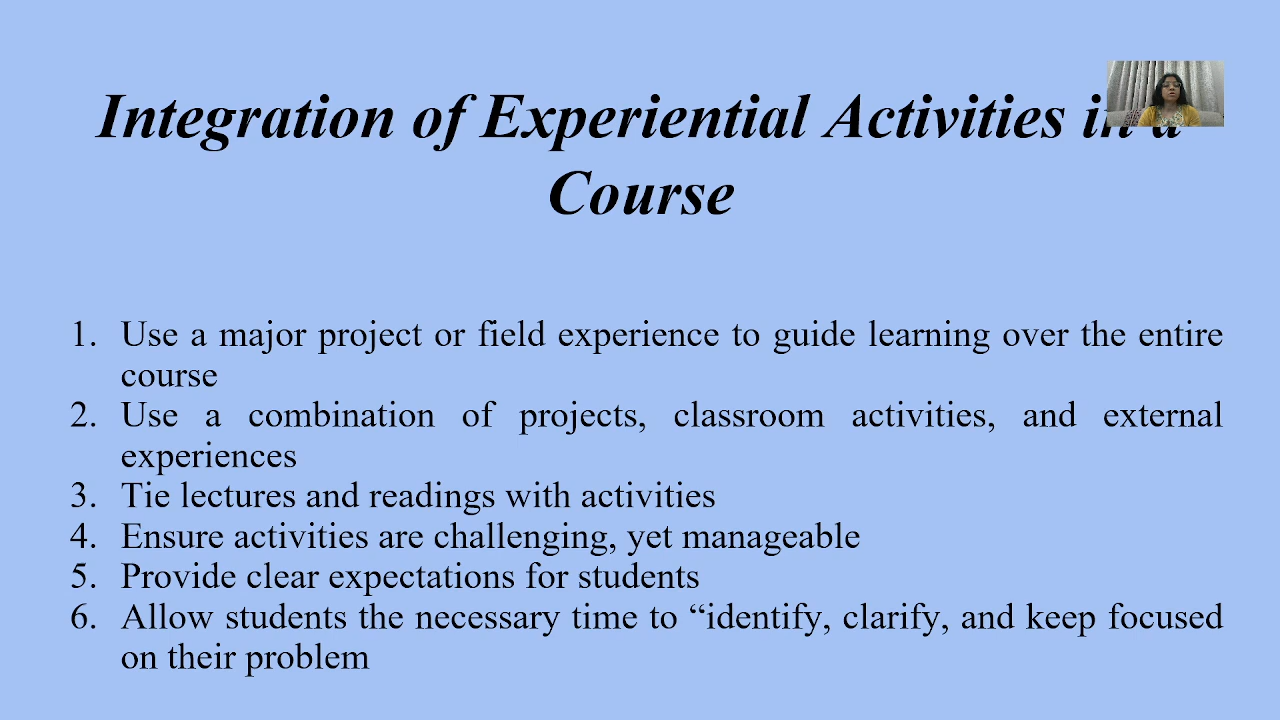 Integration of Experiential Activities in a
Course
1. Use a major project or field experience to guide learning over the entire
course
2. Use a combination of projects, classroom activities, and external
experiences
3. Tie lectures and readings with activities
4. Ensure activities are challenging, yet manageable
5. Provide clear expectations for students
6. Allow students the necessary time to “identify, clarify, and keep focused
on their problem